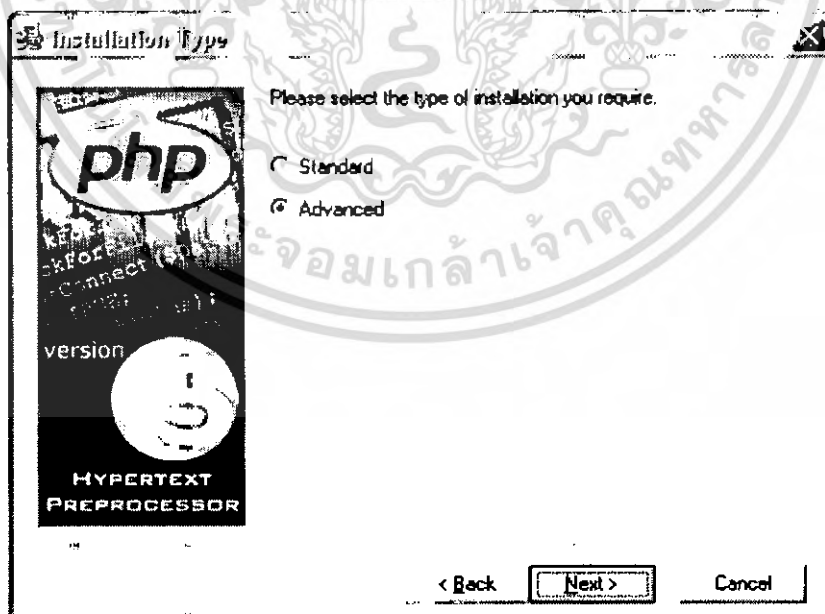 Installation Type
Please select the type of installation you require.
php
Standard
Advanced
version
HYPERTEXT
PREPROCESSOR
< Back
Next >
Cancel